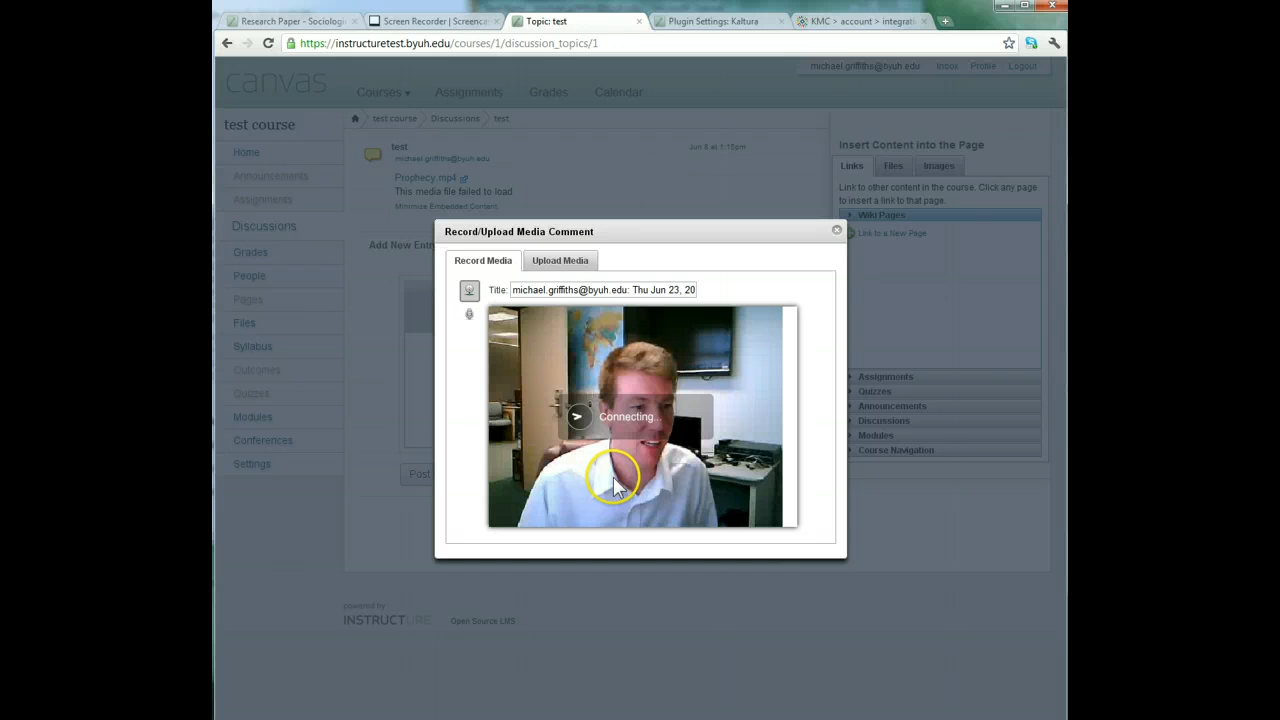 Research Paper - Sociologi
Screen Recorder | Screenca
Topic: test
Plugin Settings: Kaltura
KMC > account > integrati
https://instructuretest.byuh.edu/courses/1/discussion_topics/1
michael.griffiths@byuh.edu Inbox Profile Logout
canvas
Courses Assignments Grades Calendar
test course
test course Discussions test
Home
Announcements
Assignments
Discussions
Grades
People
Pages
Files
Syllabus
Outcomes
Quizzes
Modules
Conferences
Settings
test
Jun 8 at 1:15pm
michael.griffiths@byuh.edu
Prophecy.mp4
This media file failed to load
Minimize Embedded Content
Add New Entr
Post
Record/Upload Media Comment
Record Media Upload Media
Title: michael.griffiths@byuh.edu: Thu Jun 23, 20
Connecting...
Insert Content into the Page
Links Files Images
Link to other content in the course. Click any page
to insert a link to that page.
Wiki Pages
Link to a New Page
Assignments
Quizzes
Announcements
Discussions
Modules
Course Navigation
powered by
INSTRUCTURE Open Source LMS